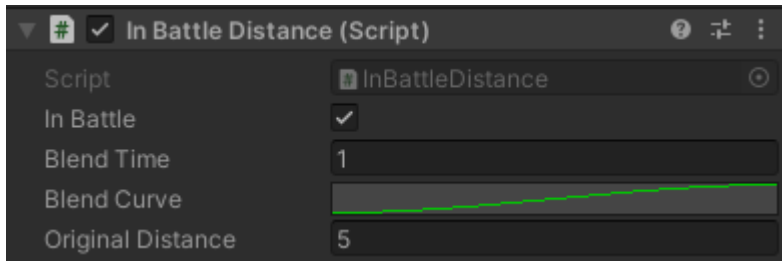 # In Battle Distance (Script)
Script # InBattleDistance
In Battle
Blend Time 1
Blend Curve
Original Distance 5